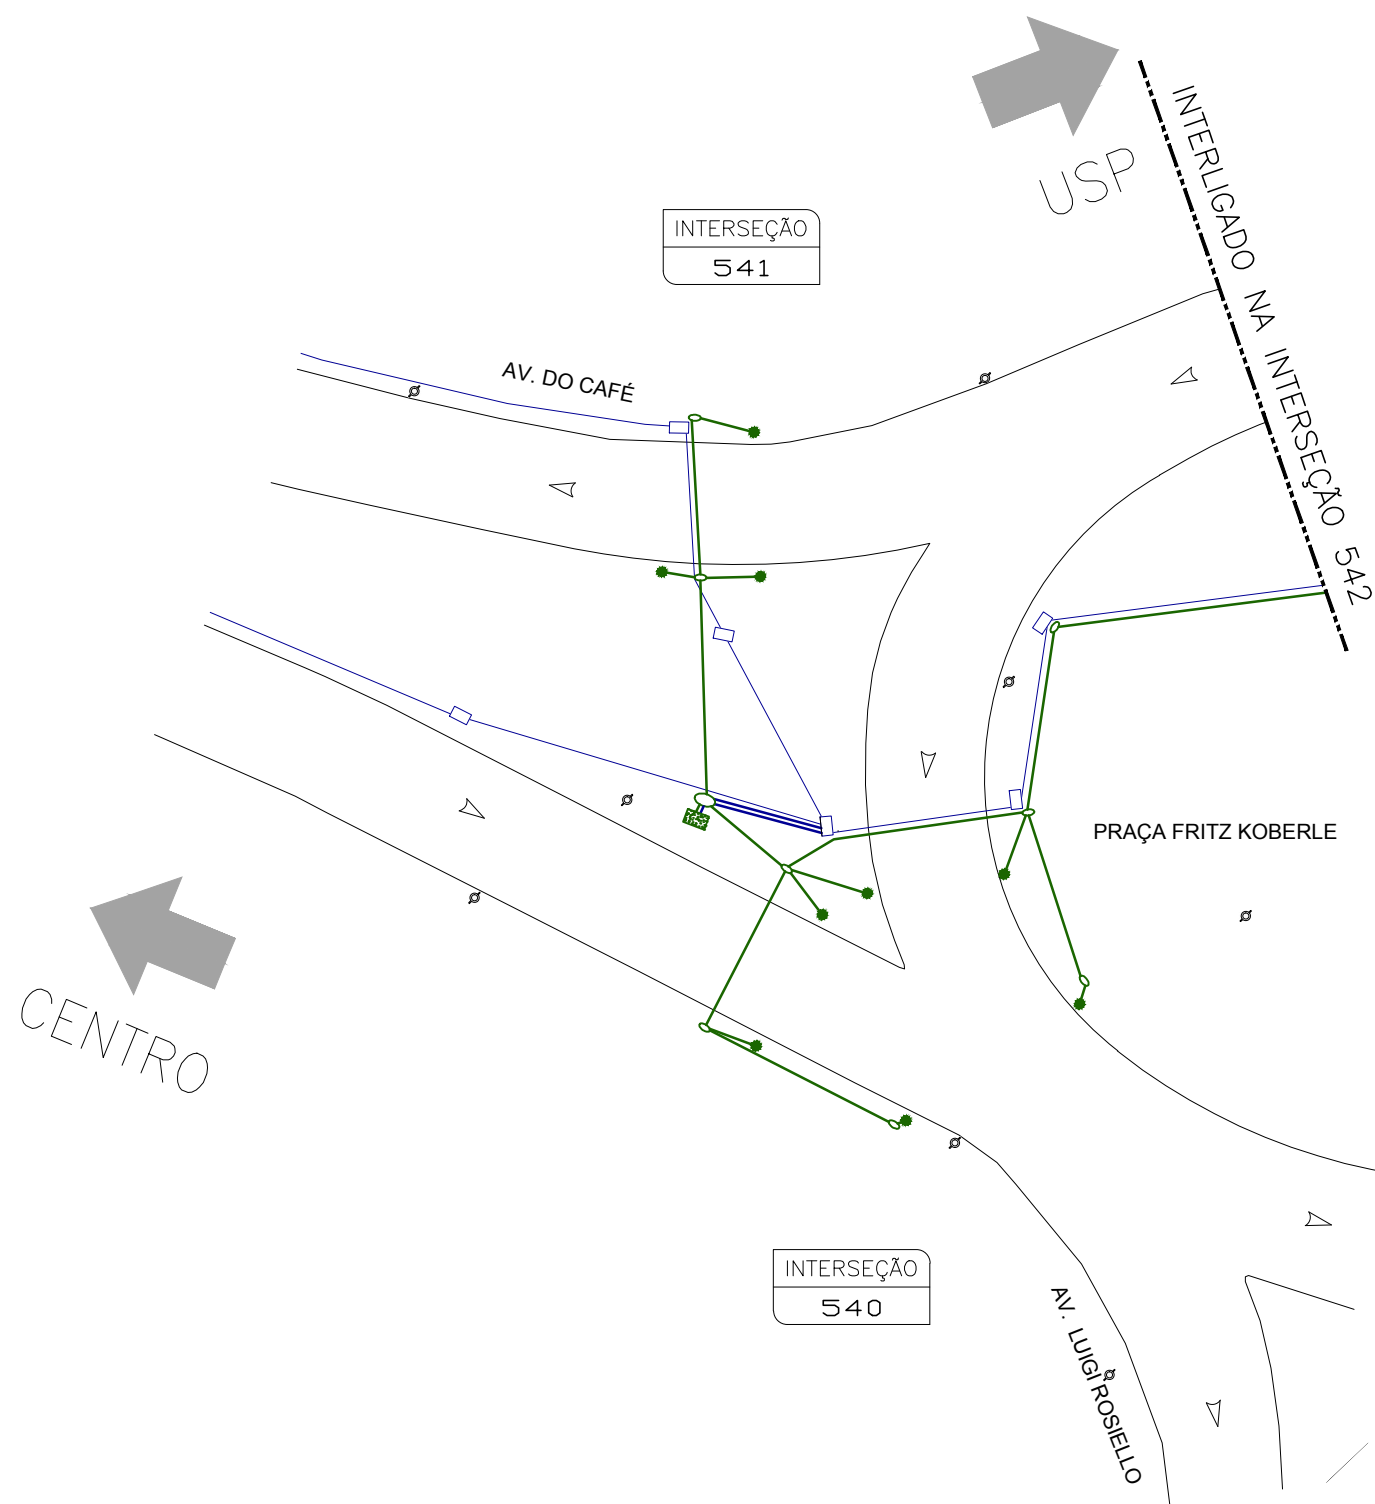 USP
INTERLIGADO NA INTERSEÇÃO 542
INTERSEÇÃO
541
AV. DO CAFÉ
PRAÇA FRITZ KOBERLE
CENTRO
INTERSEÇÃO
540
AV. LUIGI ROSIELLO